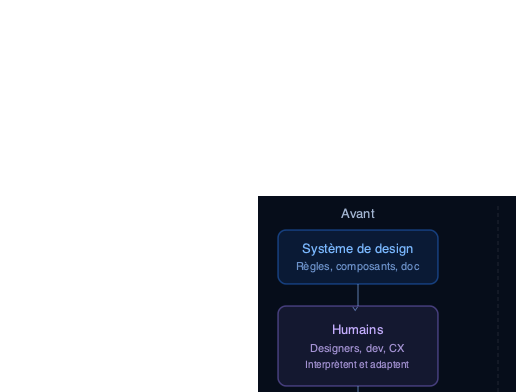 Avant
Système de design
Règles, composants, doc
Humains
Designers, dev, CX
Interprètent et adaptent